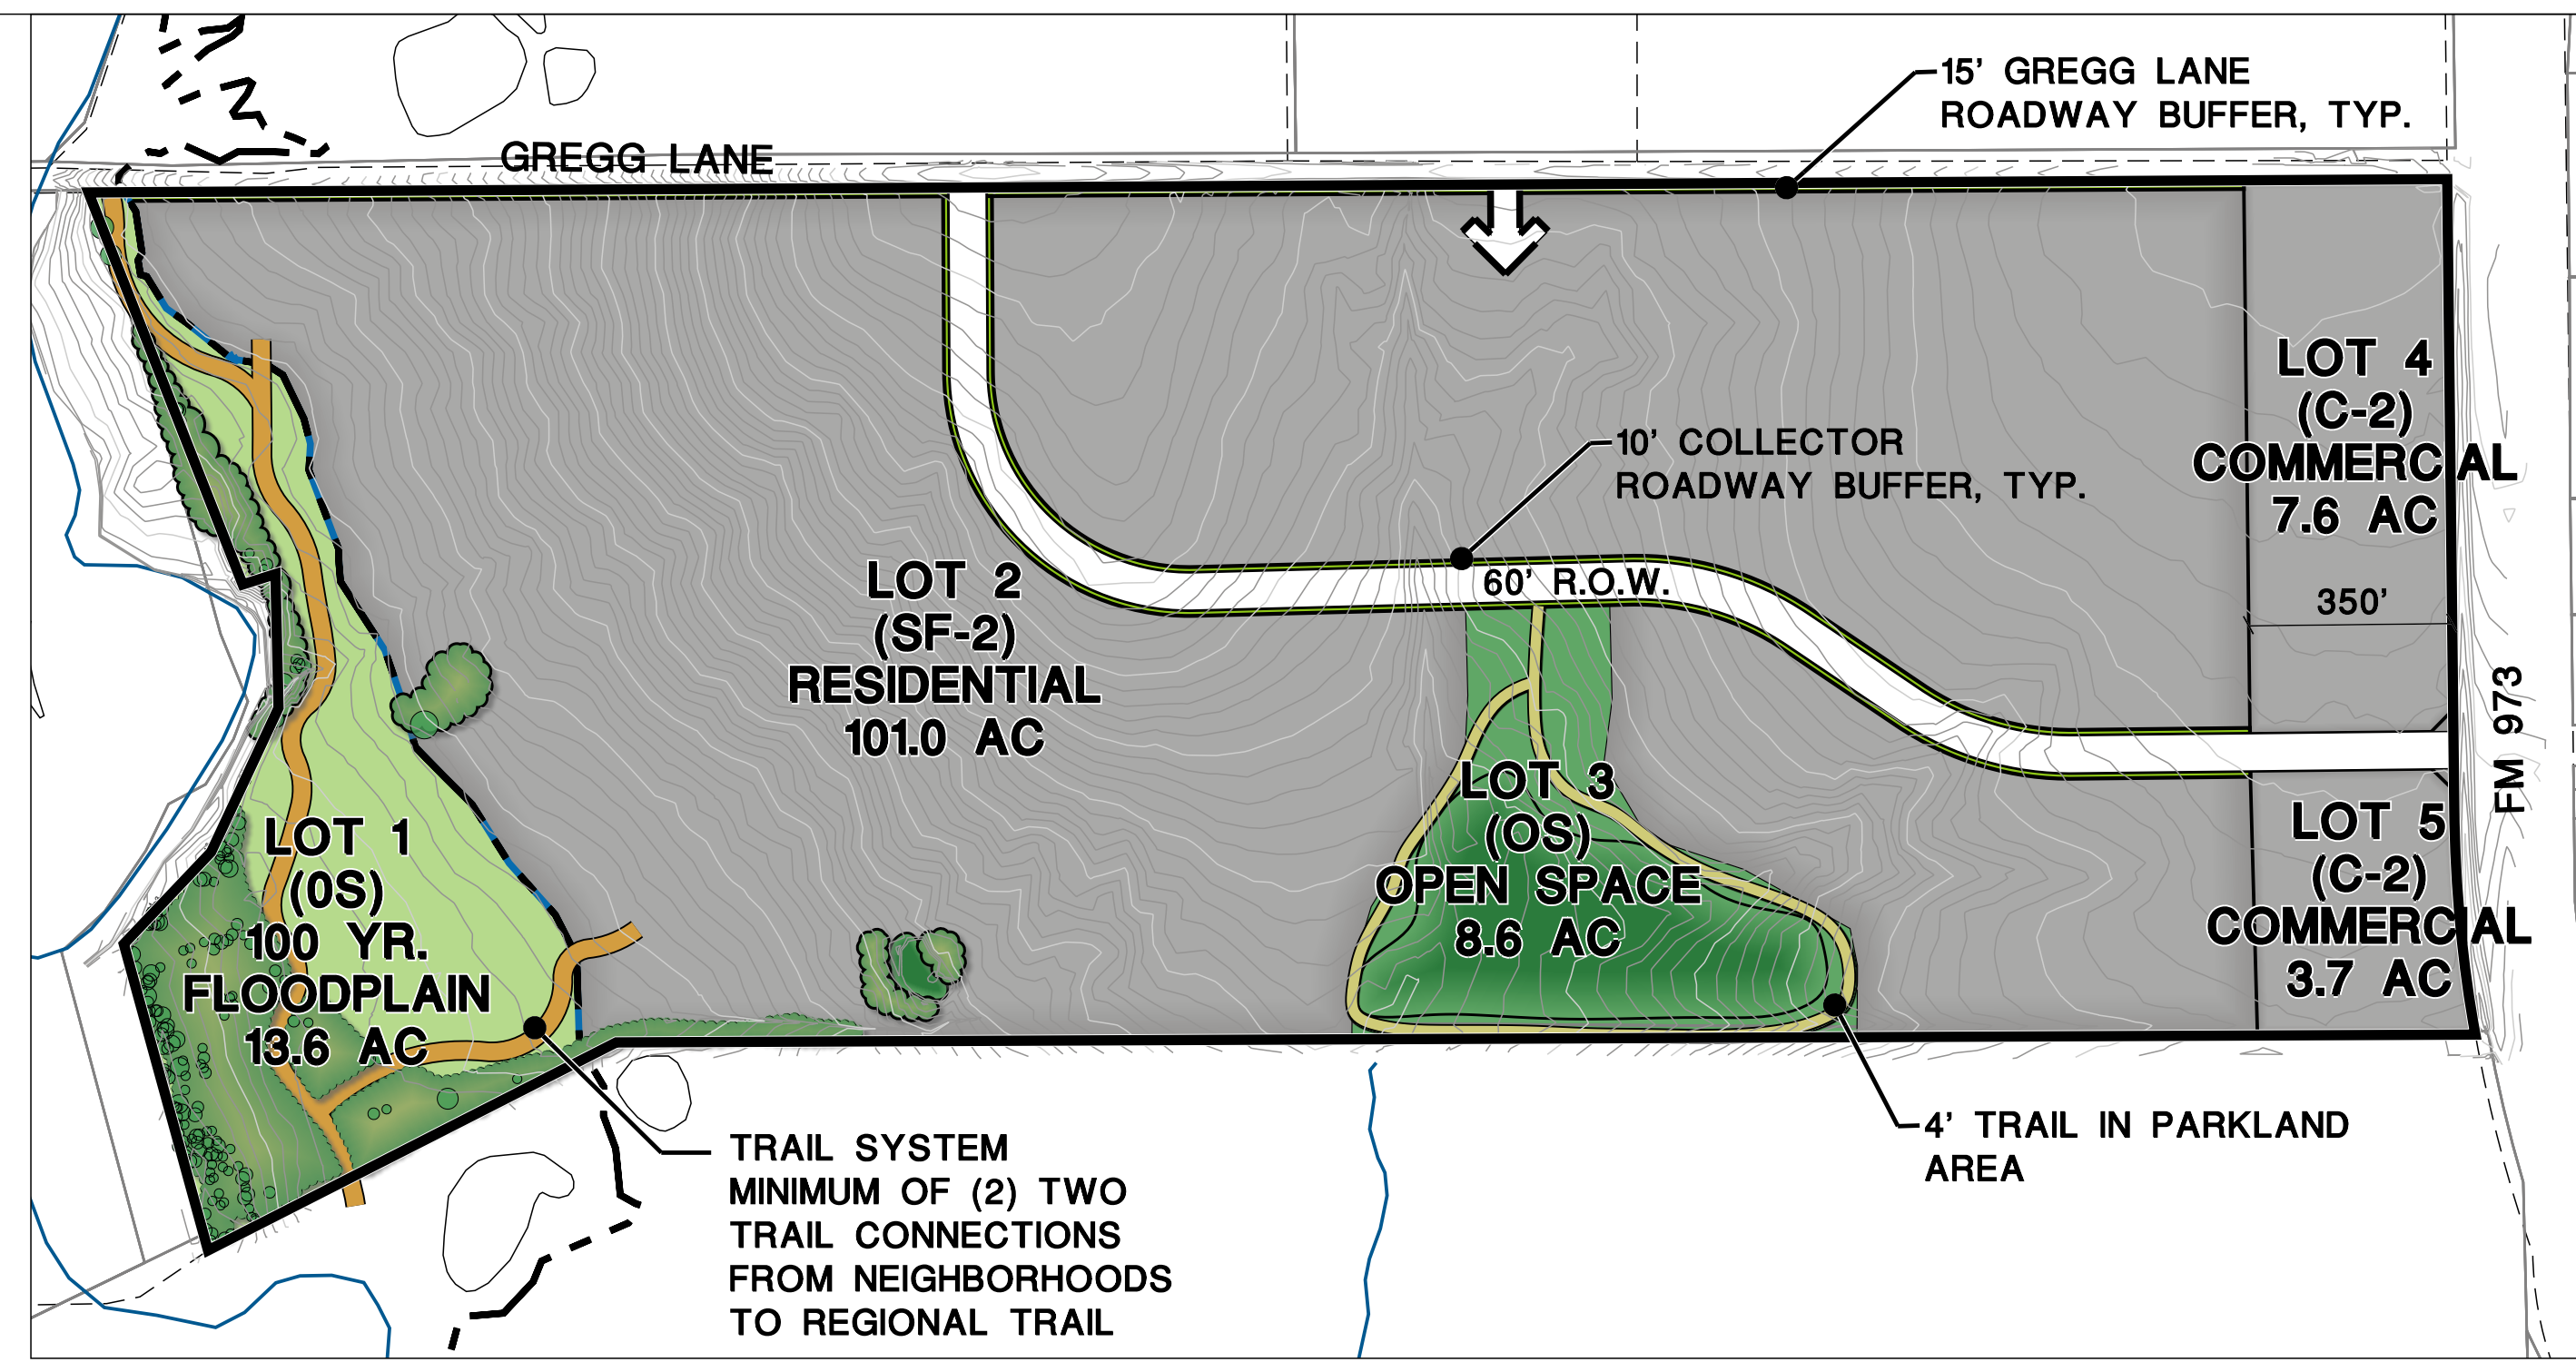 15' GREGG LANE
ROADWAY BUFFER, TYP.
GREGG LANE
LOT 4
(C-2)
COMMERCIAL
7.6 AC
350'
10' COLLECTOR
ROADWAY BUFFER, TYP.
60' R.O.W.
LOT 2
(SF-2)
RESIDENTIAL
101.0 AC
FM 973
LOT 3
(OS)
OPEN SPACE
8.6 AC
LOT 5
(C-2)
COMMERCIAL
3.7 AC
LOT 1
(0S)
100 YR.
FLOODPLAIN
13.6 AC
TRAIL SYSTEM
MINIMUM OF (2) TWO
TRAIL CONNECTIONS
FROM NEIGHBORHOODS
TO REGIONAL TRAIL
4' TRAIL IN PARKLAND
AREA